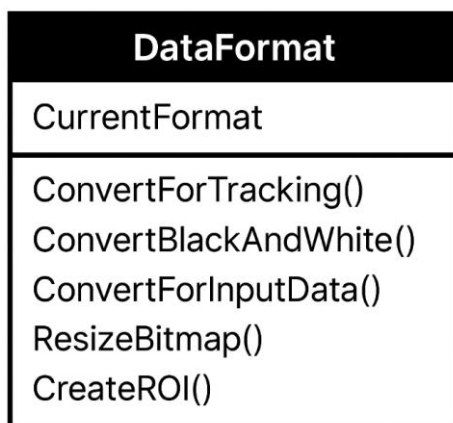 DataFormat
CurrentFormat
ConvertForTracking()
ConvertBlackAndWhite()
ConvertForInputData()
ResizeBitmap()
CreateROI()